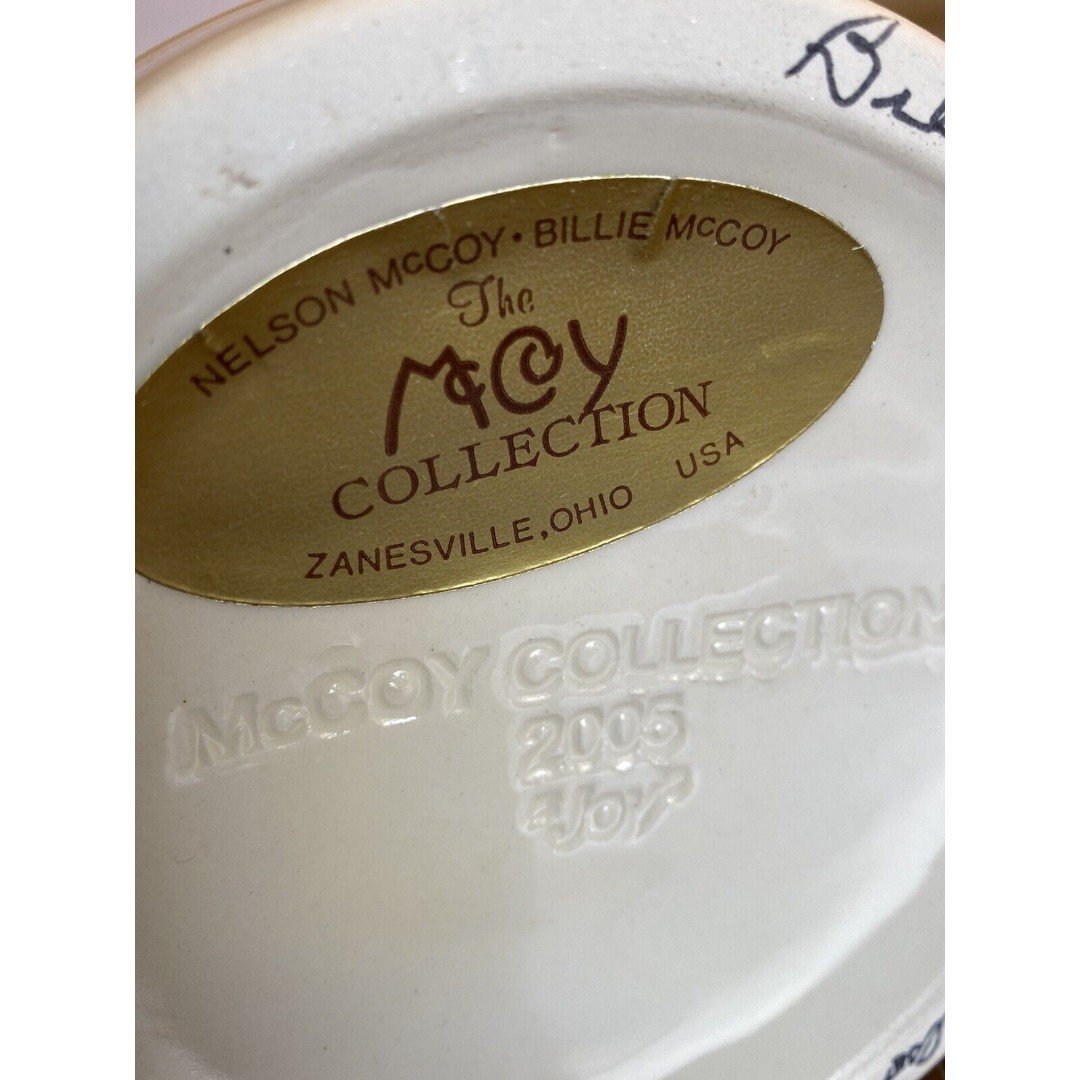 NELSON McCOY • BILLIE McCOY
The
McCoy
COLLECTION
ZANESVILLE, OHIO USA
McCOY COLLECTION
2005